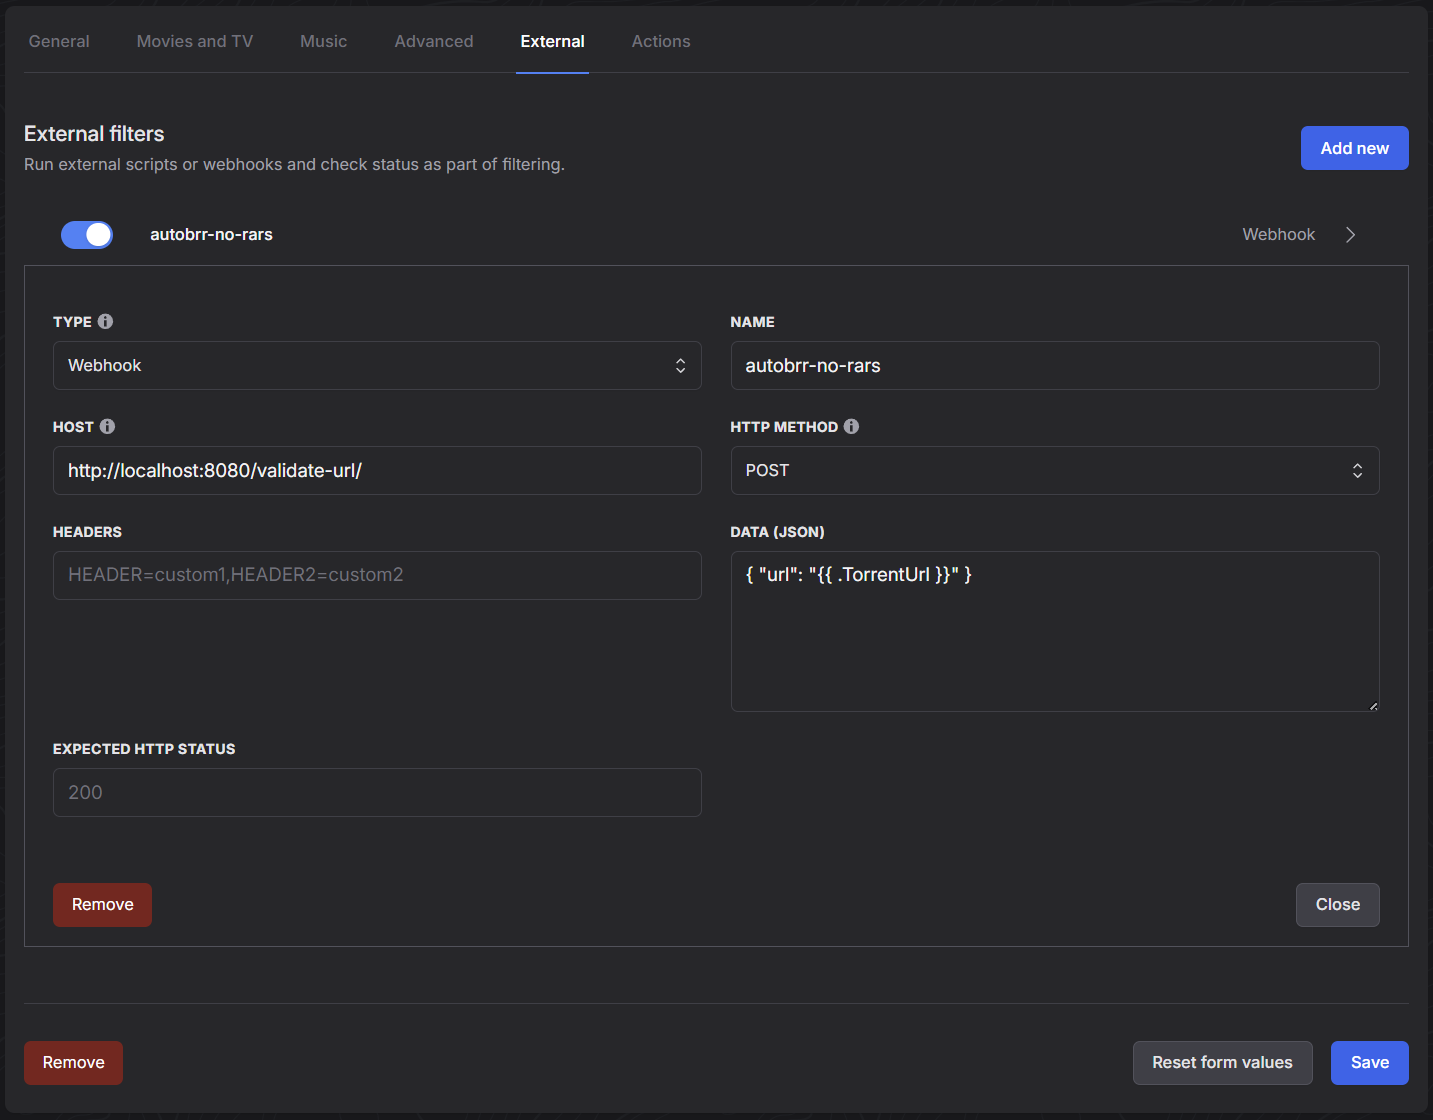 General Movies and TV Music Advanced External Actions
External filters
Run external scripts or webhooks and check status as part of filtering.
Add new
autobrr-no-rars Webhook
TYPE NAME
Webhook autobrr-no-rars
HOST HTTP METHOD
http://localhost:8080/validate-url/ POST
HEADERS DATA (JSON)
HEADER=custom1,HEADER2=custom2 { "url": "{{ .TorrentUrl }}" }
EXPECTED HTTP STATUS
200
Remove Close
Remove Reset form values Save